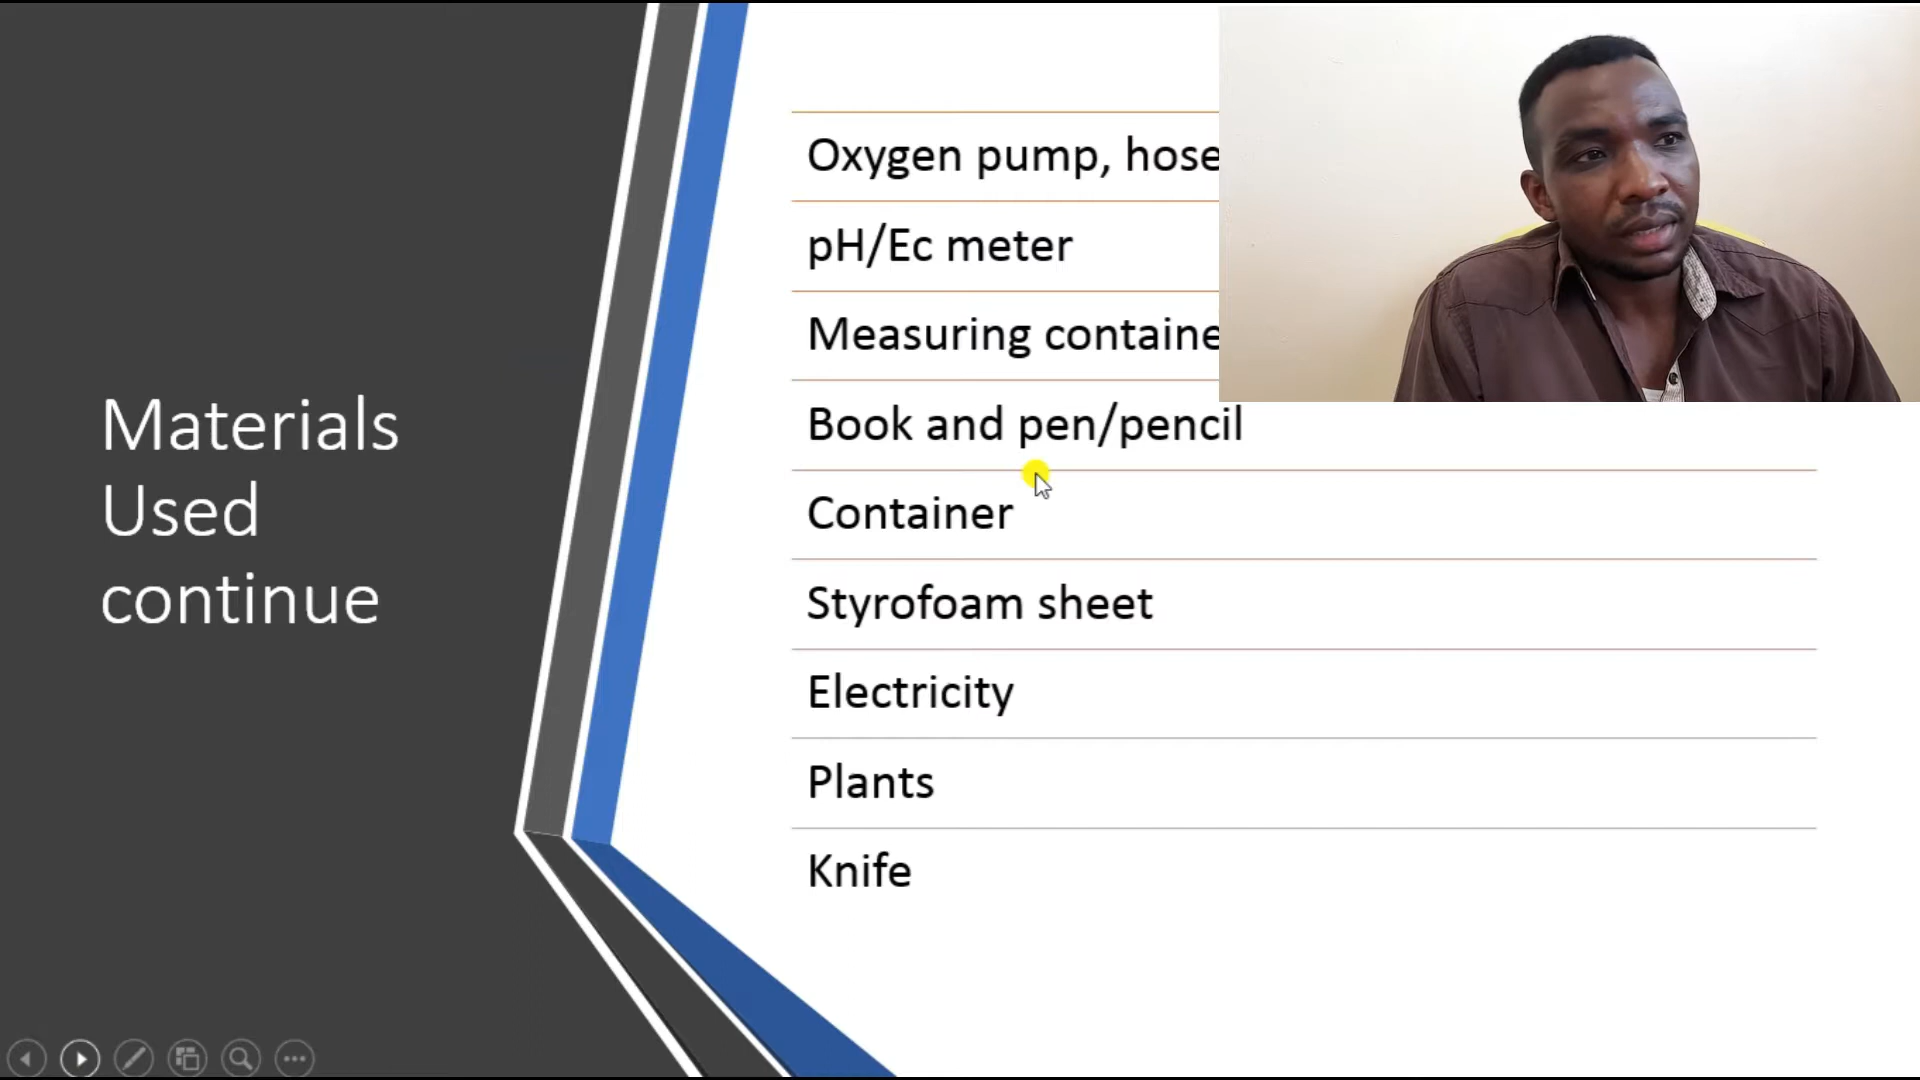 Materials
Used
continue
Oxygen pump, hose
pH/Ec meter
Measuring
Book and pen/pencil
Container
Styrofoam sheet
Electricity
Plants
Knife